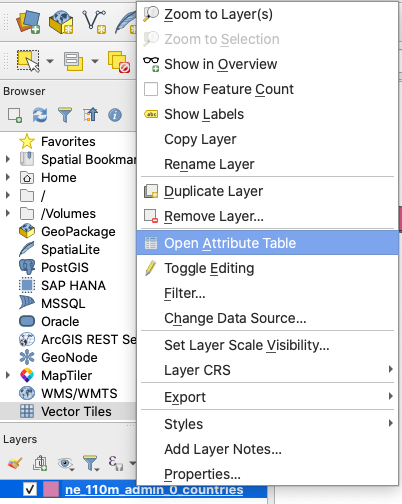 Zoom to Layer(s)
Zoom to Selection
Show in Overview
Show Feature Count
abc
Show Labels
Copy Layer
Rename Layer
Duplicate Layer
Remove Layer...
Open Attribute Table
Toggle Editing
Filter...
Change Data Source...
Set Layer Scale Visibility...
Layer CRS
Export
Styles
Add Layer Notes...
Properties...
Browser
Favorites
Spatial Bookma
Home
/
/Volumes
GeoPackage
SpatiaLite
PostGIS
SAP HANA
MSSQL
Oracle
ArcGIS REST Se
GeoNode
MapTiler
WMS/WMTS
Vector Tiles
Layers
ne_110m_admin_0_countries